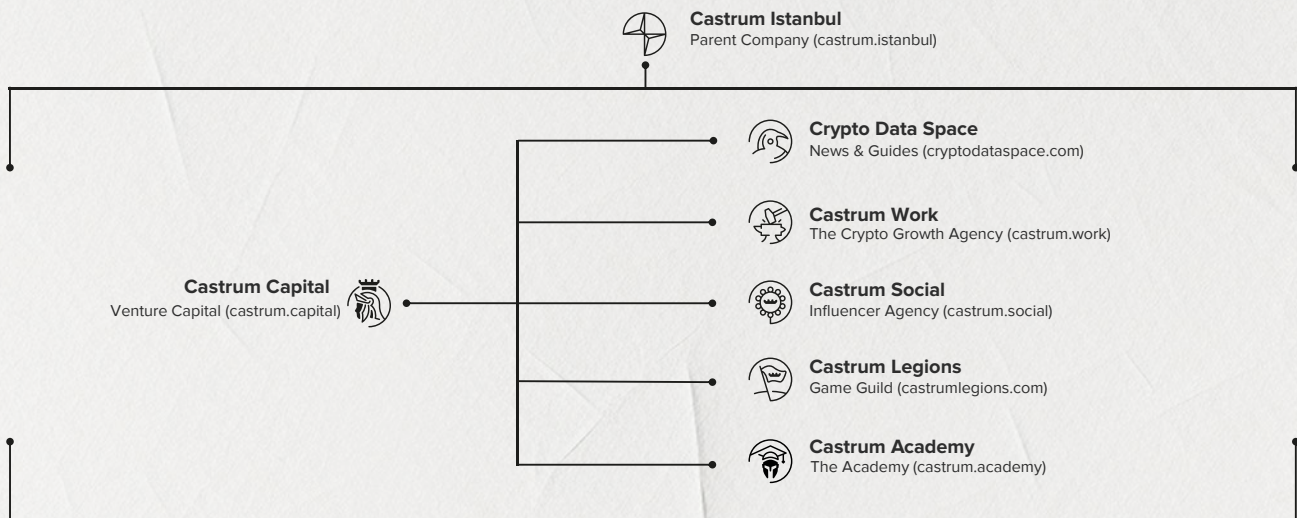 Castrum Istanbul
Parent Company (castrum.istanbul)
Crypto Data Space
News & Guides (cryptodataspace.com)
Castrum Work
The Crypto Growth Agency (castrum.work)
Castrum Capital
Venture Capital (castrum.capital)
Castrum Social
Influencer Agency (castrum.social)
Castrum Legions
Game Guild (castrumlegions.com)
Castrum Academy
The Academy (castrum.academy)